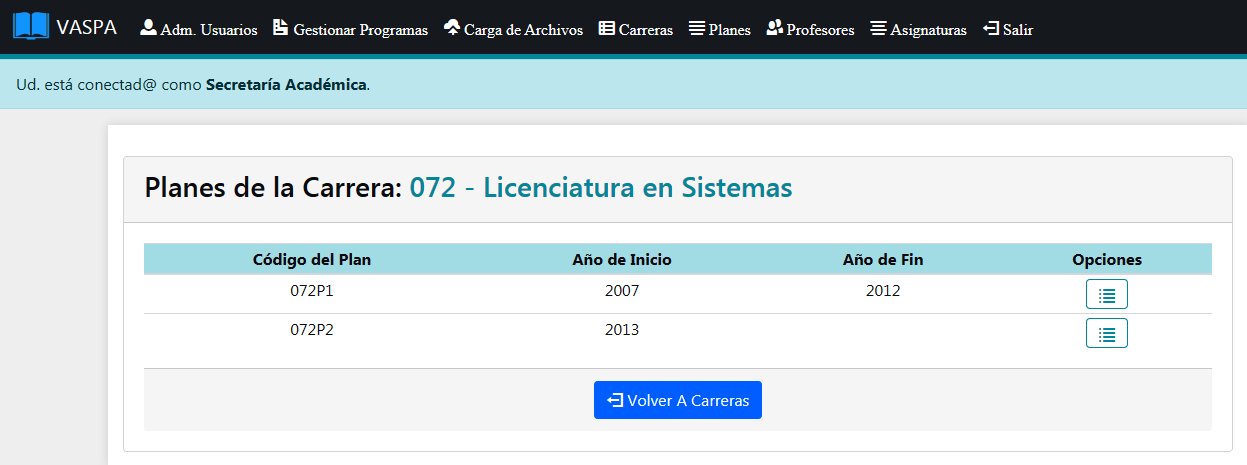 VASPA Adm. Usuarios Gestionar Programas Carga de Archivos Carreras Planes Profesores Asignaturas Salir
Ud. está conectad@ como Secretaría Académica.
Planes de la Carrera: 072 - Licenciatura en Sistemas
Código del Plan Año de Inicio Año de Fin Opciones
072P1 2007 2012
072P2 2013
Volver A Carreras